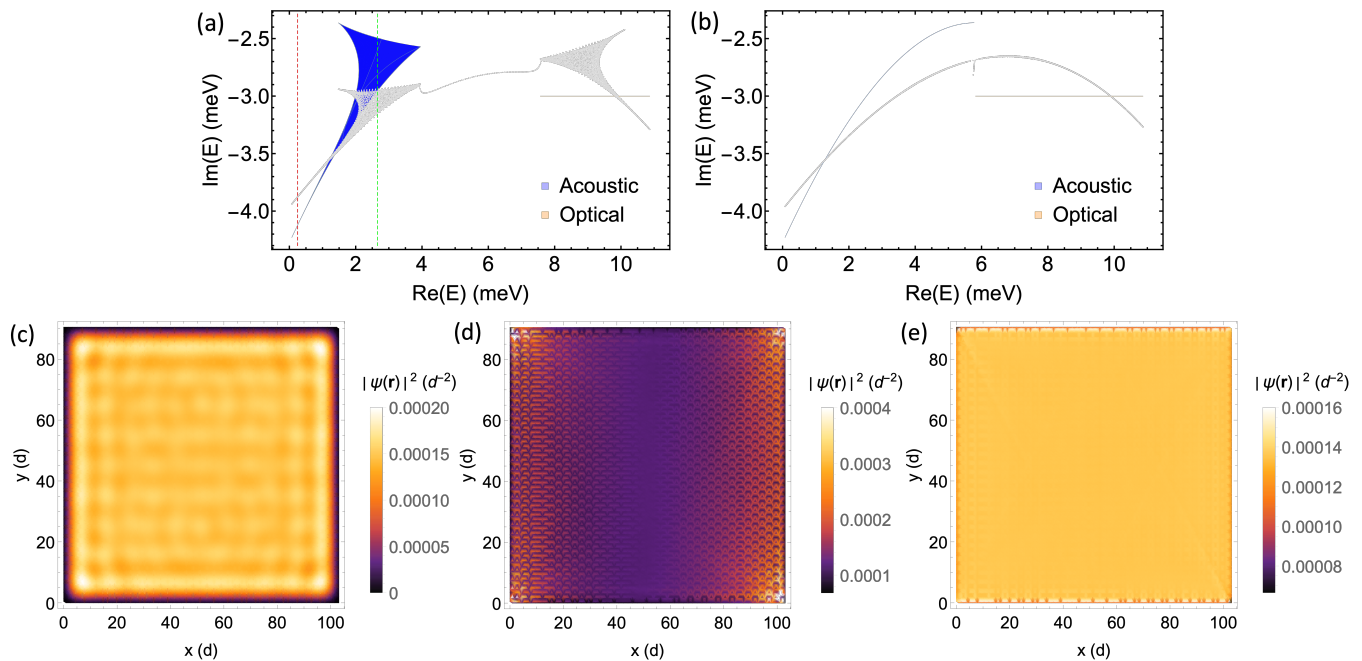 (a)
Im(E) (meV)
−2.5
−3.0
−3.5
−4.0
Acoustic
Optical
0 2 4 6 8 10
Re(E) (meV)
(b)
Im(E) (meV)
−2.5
−3.0
−3.5
−4.0
Acoustic
Optical
0 2 4 6 8 10
Re(E) (meV)
(c)
y (d)
80
60
40
20
0
0 20 40 60 80 100
x (d)
| ψ(r) |² (d⁻²)
0.00020
0.00015
0.00010
0.00005
0
(d)
y (d)
80
60
40
20
0
0 20 40 60 80 100
x (d)
| ψ(r) |² (d⁻²)
0.0004
0.0003
0.0002
0.0001
(e)
y (d)
80
60
40
20
0
0 20 40 60 80 100
x (d)
| ψ(r) |² (d⁻²)
0.00016
0.00014
0.00012
0.00010
0.00008